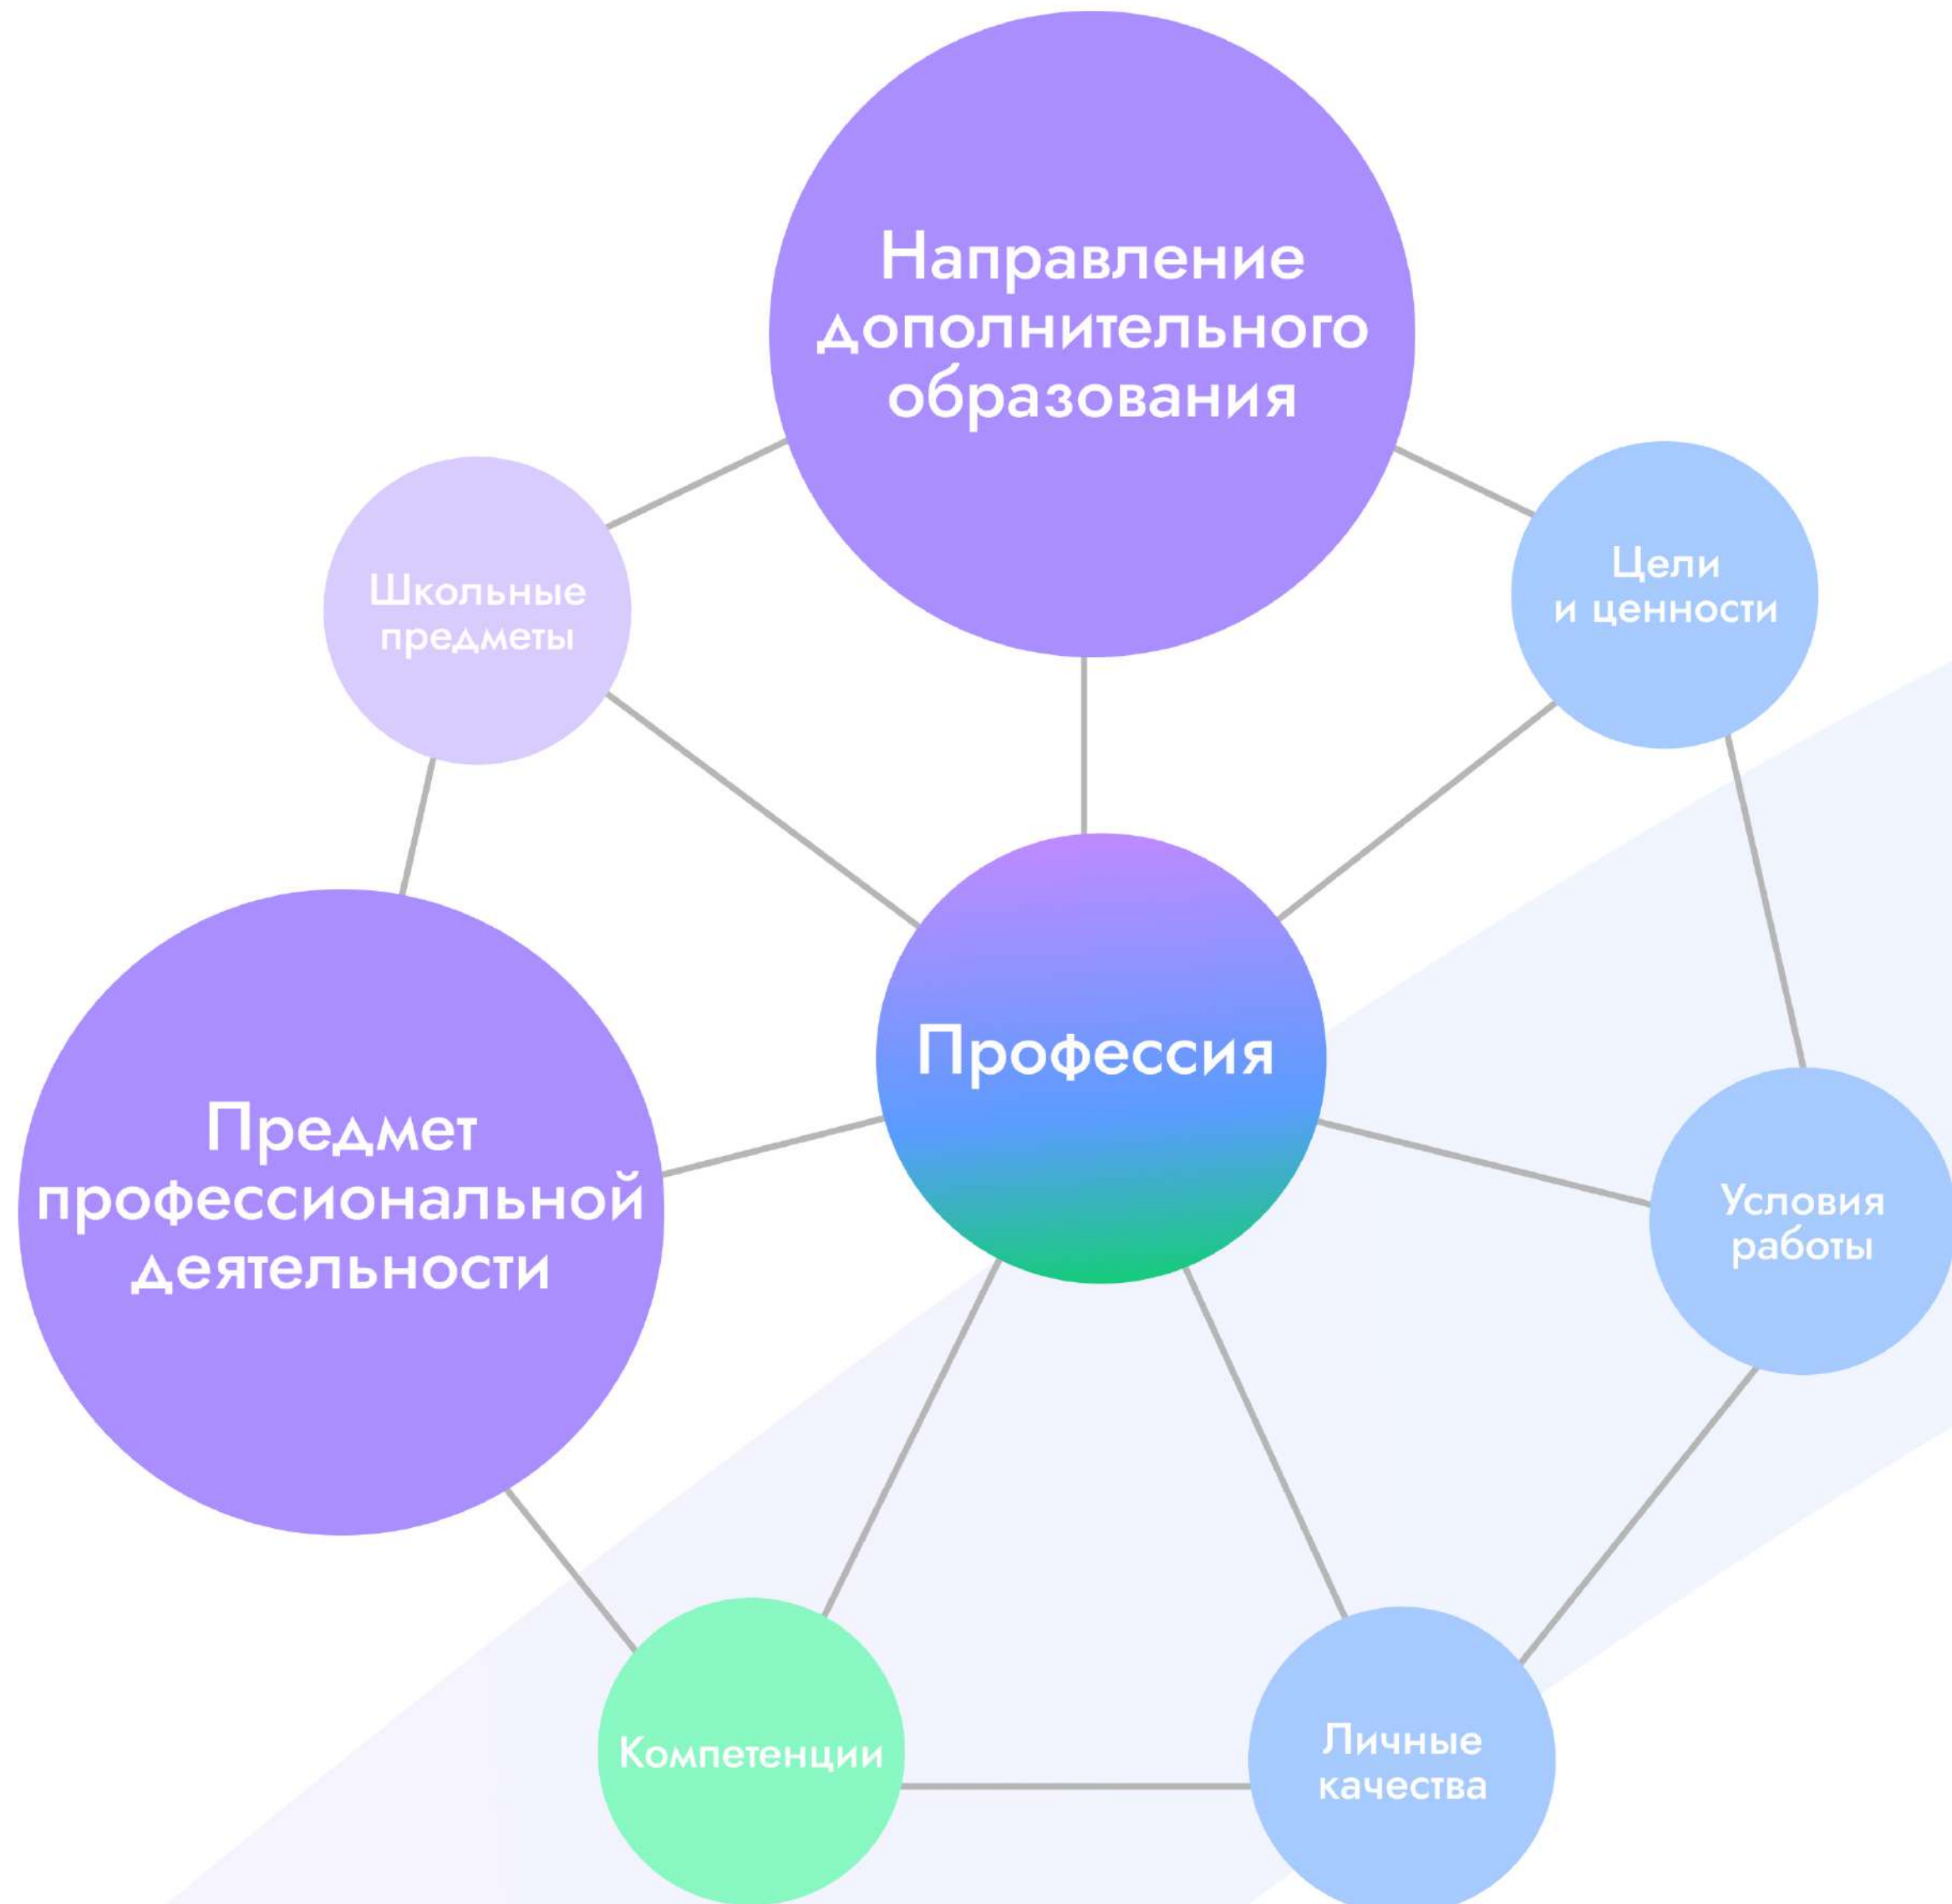 Направление
дополнительного
образования
Школьные
предметы
Цели
и ценности
Профессия
Предмет
профессиональной
деятельности
Условия
работы
Компетенции
Личные
качества